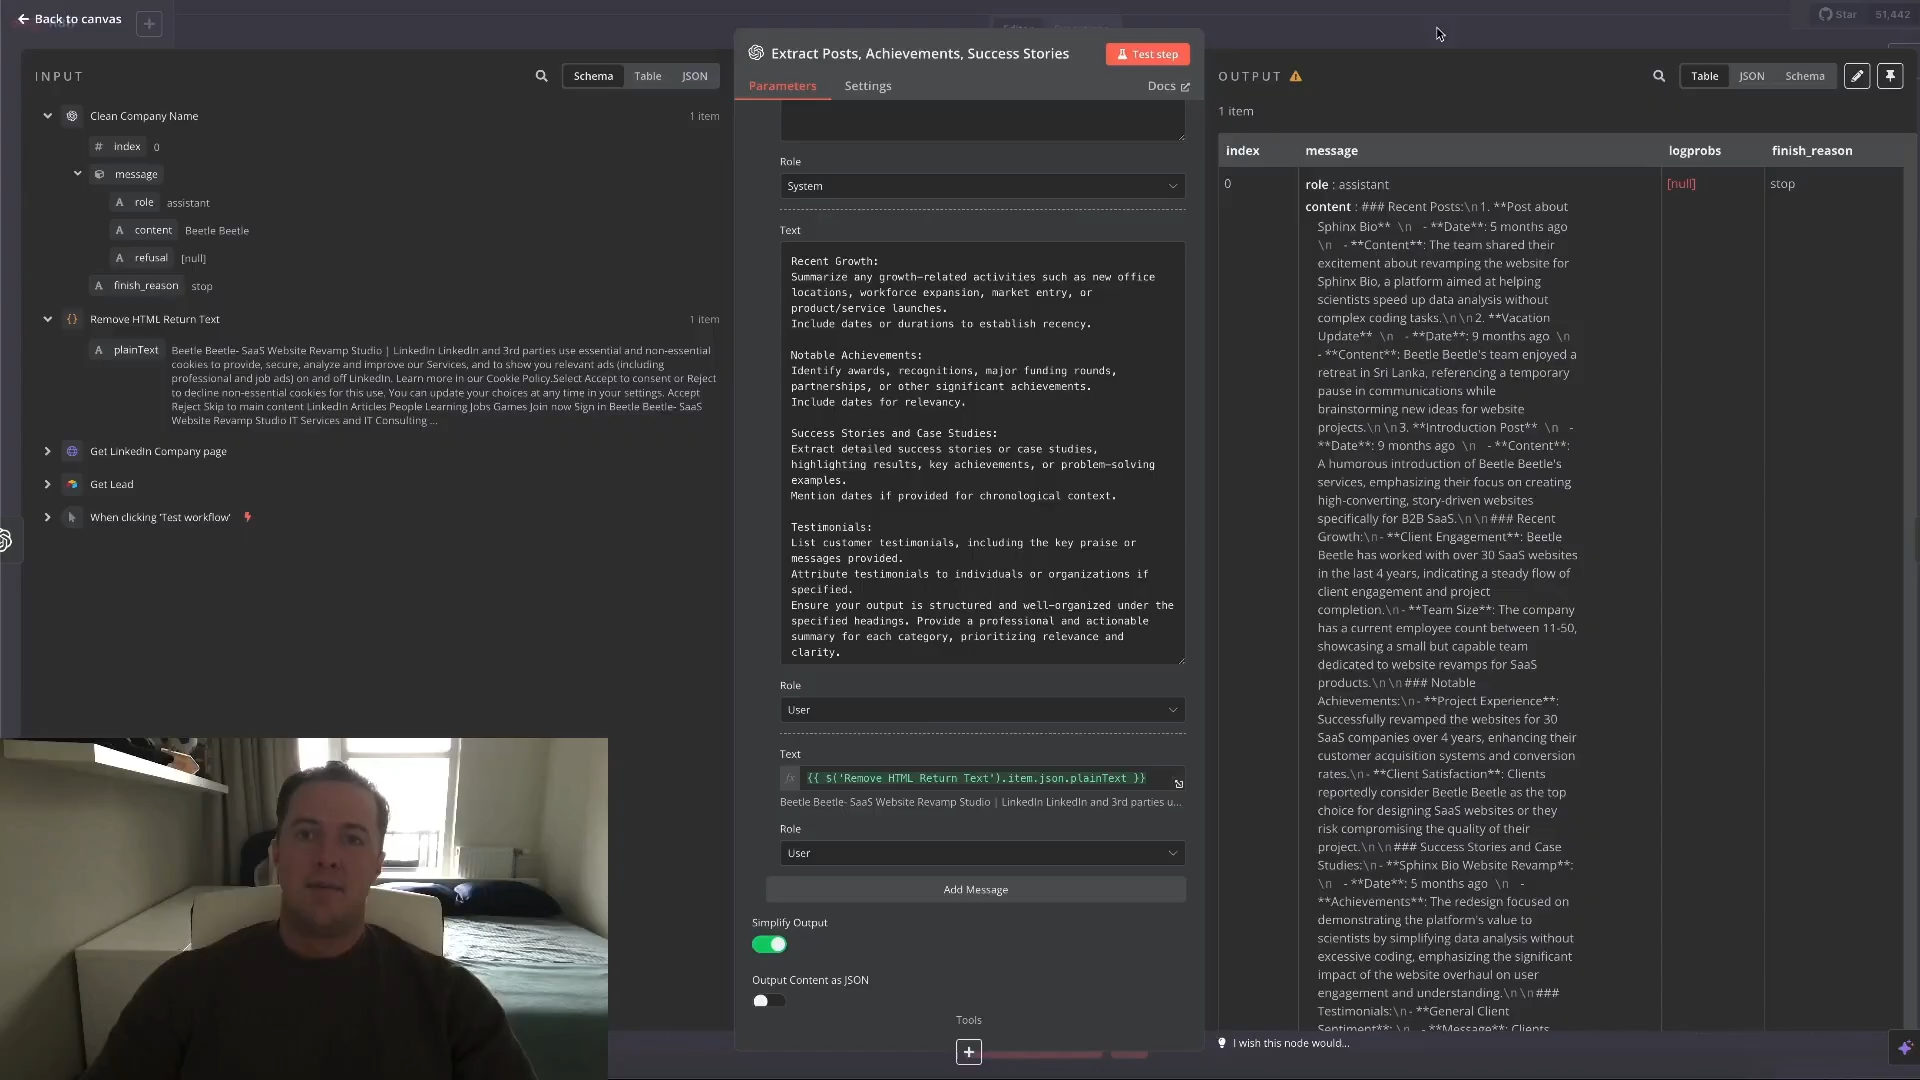 Back to canvas
Star 51,442
INPUT
Schema Table JSON
Clean Company Name 1 item
# index 0
message
A role assistant
A content Beetle Beetle
A refusal [null]
A finish_reason stop
{} Remove HTML Return Text 1 item
A plainText Beetle Beetle- SaaS Website Revamp Studio | LinkedIn LinkedIn and 3rd parties use essential and non-essential
cookies to provide, secure, analyze and improve our Services, and to show you relevant ads (including
professional and job ads) on and off LinkedIn. Learn more in our Cookie Policy.Select Accept to consent or Reject
to decline non-essential cookies for this use. You can update your choices at any time in your settings. Accept
Reject Skip to main content LinkedIn Articles People Learning Jobs Games Join now Sign in Beetle Beetle- SaaS
Website Revamp Studio IT Services and IT Consulting ...
Get LinkedIn Company page
Get Lead
When clicking 'Test workflow'
Extract Posts, Achievements, Success Stories Test step
Parameters Settings Docs
Role
System
Text
Recent Growth:
Summarize any growth-related activities such as new office
locations, workforce expansion, market entry, or
product/service launches.
Include dates or durations to establish recency.
Notable Achievements:
Identify awards, recognitions, major funding rounds,
partnerships, or other significant achievements.
Include dates for relevancy.
Success Stories and Case Studies:
Extract detailed success stories or case studies,
highlighting results, key achievements, or problem-solving
examples.
Mention dates if provided for chronological context.
Testimonials:
List customer testimonials, including the key praise or
messages provided.
Attribute testimonials to individuals or organizations if
specified.
Ensure your output is structured and well-organized under the
specified headings. Provide a professional and actionable
summary for each category, prioritizing relevance and
clarity.
Role
User
Text
fx {{ $('Remove HTML Return Text').item.json.plainText }}
Beetle Beetle- SaaS Website Revamp Studio | LinkedIn LinkedIn and 3rd parties u...
Role
User
Add Message
Simplify Output
Output Content as JSON
Tools
OUTPUT
Table JSON Schema
1 item
index message logprobs finish_reason
0 role : assistant [null] stop
content : ### Recent Posts:\n1. **Post about
Sphinx Bio** \n - **Date**: 5 months ago
\n - **Content**: The team shared their
excitement about revamping the website for
Sphinx Bio, a platform aimed at helping
scientists speed up data analysis without
complex coding tasks.\n\n2. **Vacation
Update** \n - **Date**: 9 months ago \n
- **Content**: Beetle Beetle's team enjoyed a
retreat in Sri Lanka, referencing a temporary
pause in communications while
brainstorming new ideas for website
projects.\n\n3. **Introduction Post** \n -
**Date**: 9 months ago \n - **Content**:
A humorous introduction of Beetle Beetle's
services, emphasizing their focus on creating
high-converting, story-driven websites
specifically for B2B SaaS.\n\n### Recent
Growth:\n- **Client Engagement**: Beetle
Beetle has worked with over 30 SaaS websites
in the last 4 years, indicating a steady flow of
client engagement and project
completion.\n- **Team Size**: The company
has a current employee count between 11-50,
showcasing a small but capable team
dedicated to website revamps for SaaS
products.\n\n### Notable
Achievements:\n- **Project Experience**:
Successfully revamped the websites for 30
SaaS companies over 4 years, enhancing their
customer acquisition systems and conversion
rates.\n- **Client Satisfaction**: Clients
reportedly consider Beetle Beetle as the top
choice for designing SaaS websites or they
risk compromising the quality of their
project.\n\n### Success Stories and Case
Studies:\n- **Sphinx Bio Website Revamp**:
\n - **Date**: 5 months ago \n -
**Achievements**: The redesign focused on
demonstrating the platform's value to
scientists by simplifying data analysis without
excessive coding, emphasizing the significant
impact of the website overhaul on user
engagement and understanding.\n\n###
Testimonials:\n- **General Client
Sentiment**: \n - **Message**: Clients
I wish this node would...